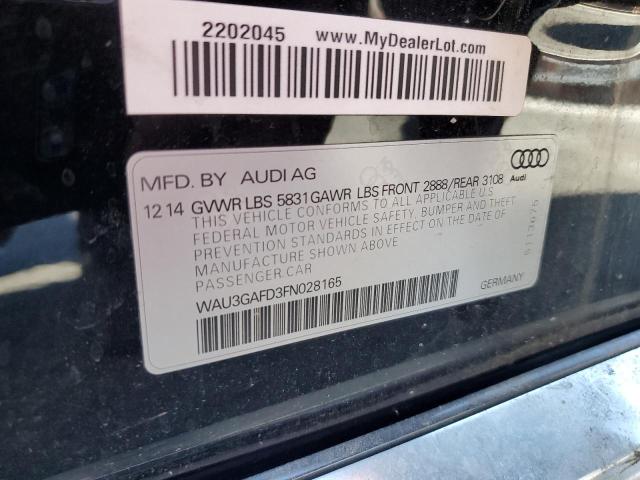 2202045 www.MyDealerLot.com
MFD. BY AUDI AG
Audi
12 14 GVWR LBS 5831 GAWR LBS FRONT 2888/REAR 3108
THIS VEHICLE CONFORMS TO ALL APPLICABLE U.S
FEDERAL MOTOR VEHICLE SAFETY, BUMPER AND THEFT
PREVENTION STANDARDS IN EFFECT ON THE DATE OF
MANUFACTURE SHOWN ABOVE
PASSENGER CAR
WAU3GAFD3FN028165
GERMANY